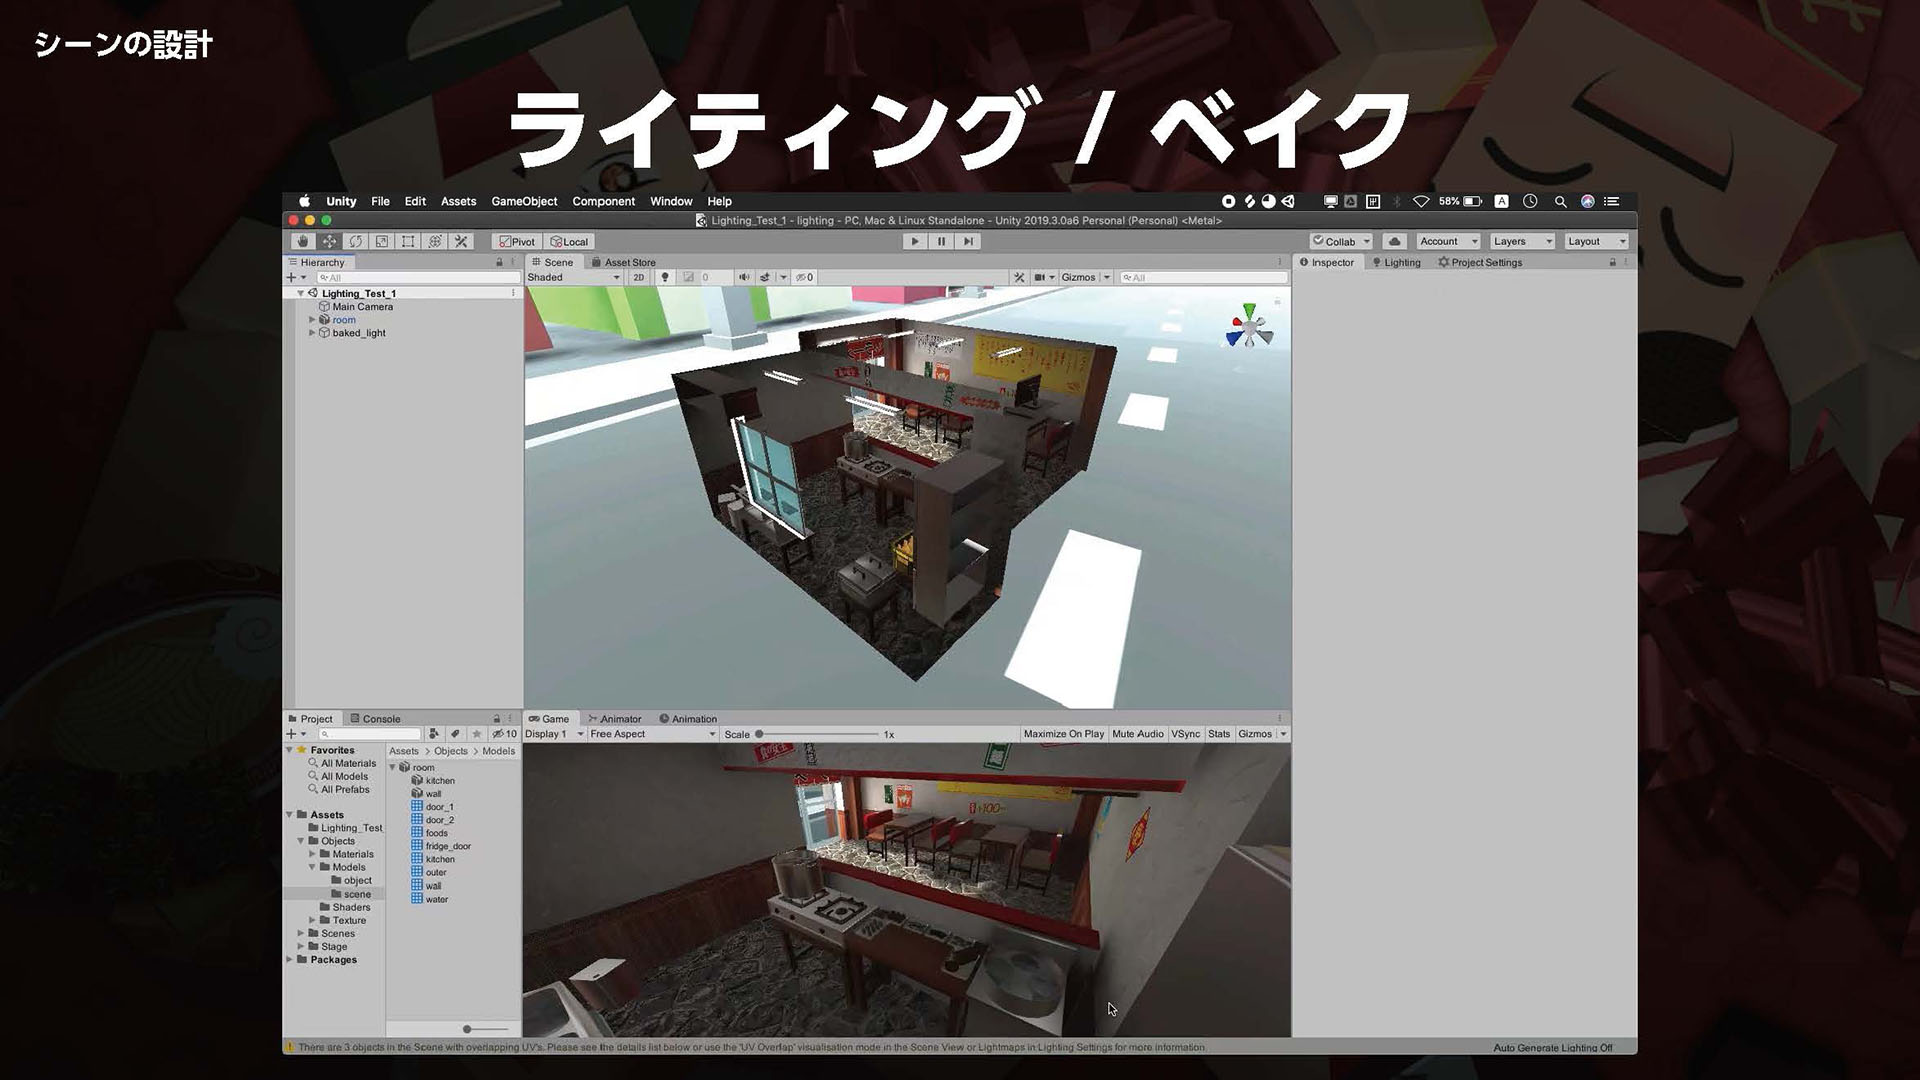 シーンの設計
ライティング / ベイク
Unity File Edit Assets GameObject Component Window Help 58% A
Lighting_Test_1 - lighting - PC, Mac & Linux Standalone - Unity 2019.3.0a6 Personal (Personal) <Metal>
Pivot Local Collab Account Layers Layout
Hierarchy
All
Lighting_Test_1
Main Camera
room
baked_light
Scene Asset Store
Shaded 2D 0 0 Gizmos All
Inspector Lighting Project Settings
Project Console
10
Favorites
All Materials
All Models
All Prefabs
Assets
Lighting_Test
Objects
Materials
Models
object
scene
Shaders
Texture
Scenes
Stage
Packages
Assets > Objects > Models
room
kitchen
wall
door_1
door_2
foods
fridge_door
kitchen
outer
wall
water
Game Animator Animation
Display 1 Free Aspect Scale 1x Maximize On Play Mute Audio VSync Stats Gizmos
+100
There are 3 objects in the Scene with overlapping UV's. Please see the details list below or use the 'UV Overlap' visualisation mode in the Scene View or Lightmaps in Lighting Settings for more information.
Auto Generate Lighting Off